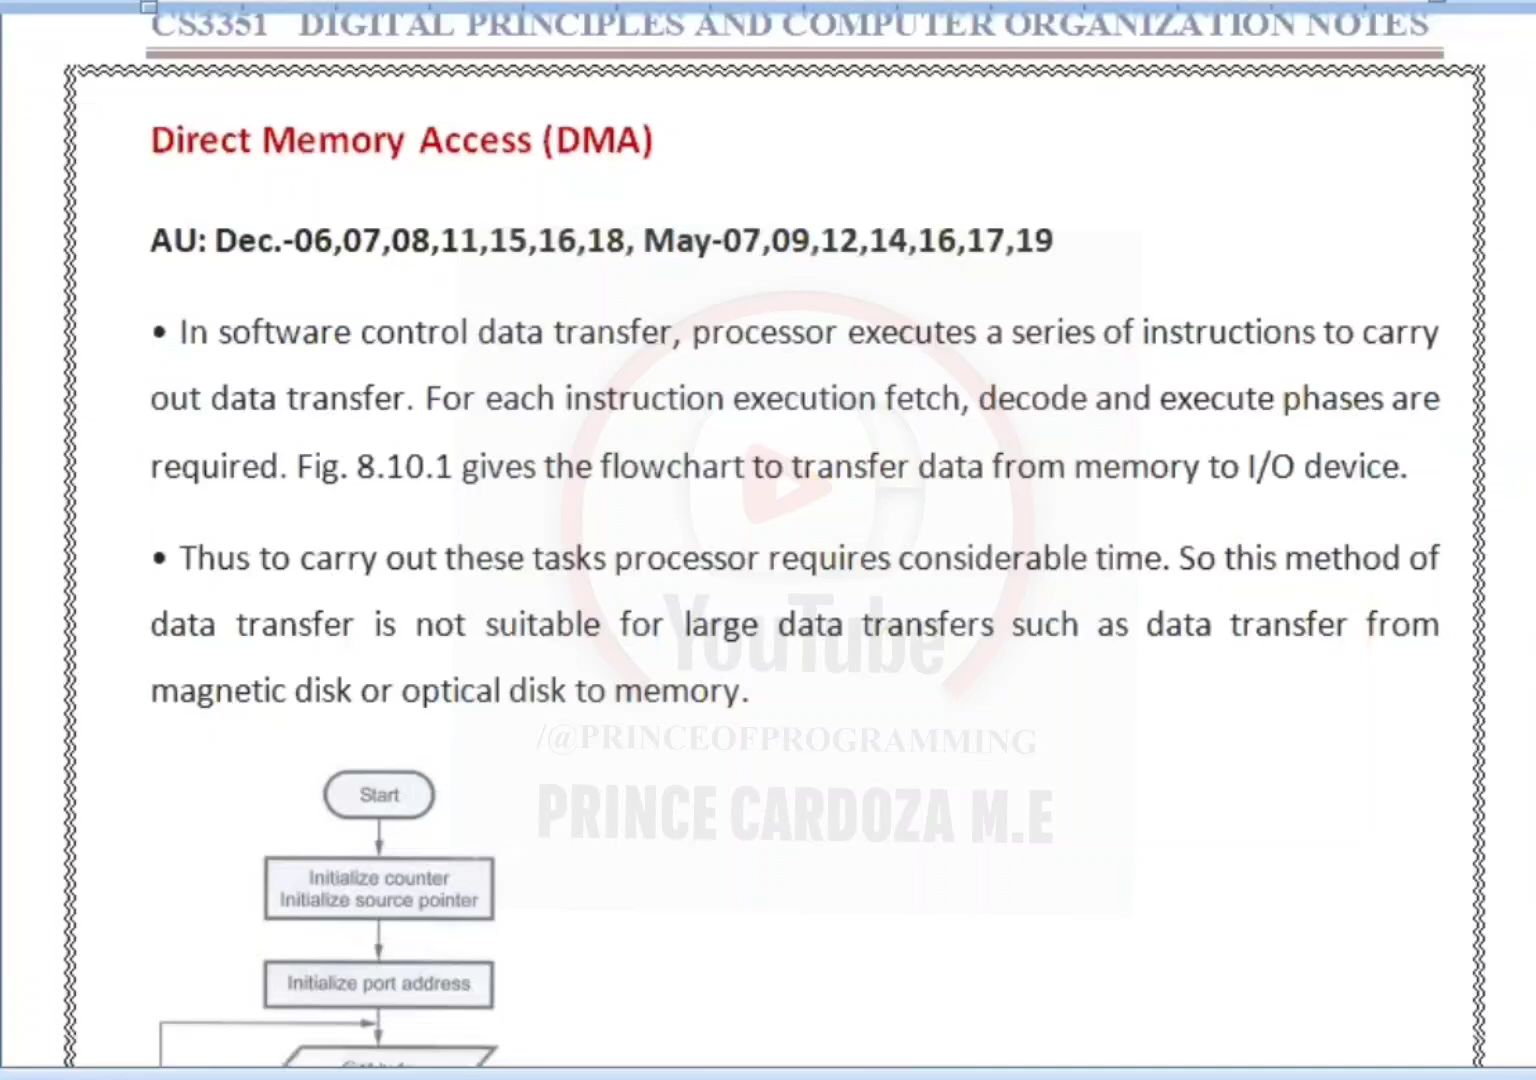 CS3351 DIGITAL PRINCIPLES AND COMPUTER ORGANIZATION NOTES
Direct Memory Access (DMA)
AU: Dec.-06,07,08,11,15,16,18, May-07,09,12,14,16,17,19
• In software control data transfer, processor executes a series of instructions to carry
out data transfer. For each instruction execution fetch, decode and execute phases are
required. Fig. 8.10.1 gives the flowchart to transfer data from memory to I/O device.
• Thus to carry out these tasks processor requires considerable time. So this method of
data transfer is not suitable for large data transfers such as data transfer from
magnetic disk or optical disk to memory.
YouTube
/@PRINCEOFPROGRAMMING
PRINCE CARDOZA M.E
Start
Initialize counter
Initialize source pointer
Initialize port address